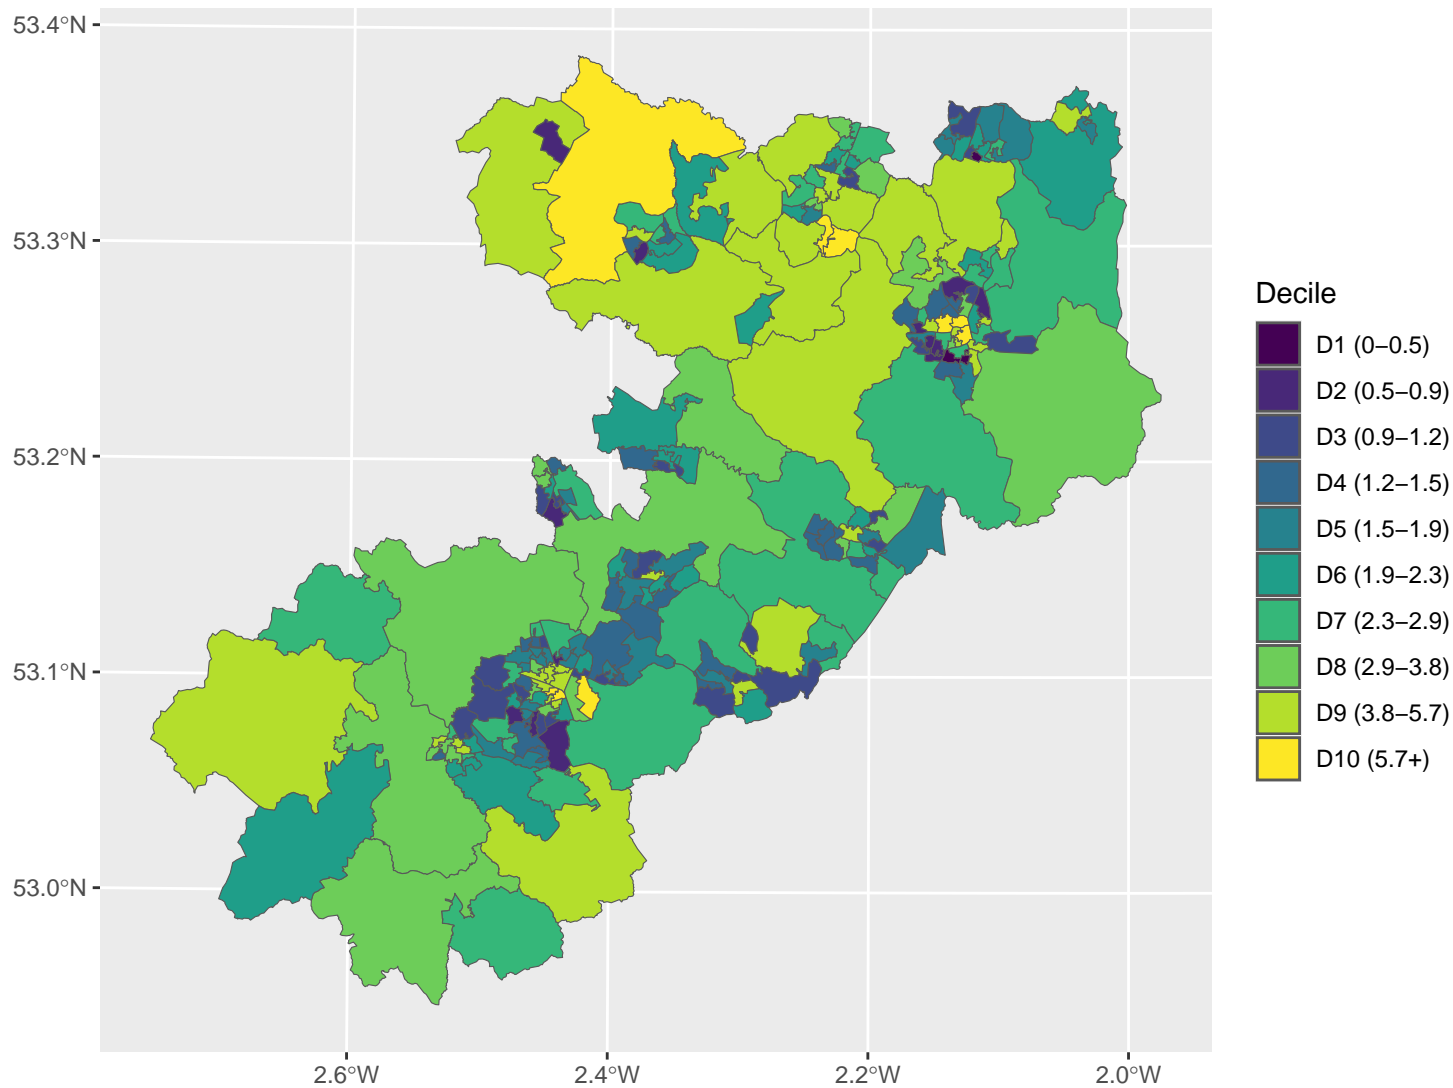 53.4°N
53.3°N
53.2°N
53.1°N
53.0°N
2.6°W
2.4°W
2.2°W
2.0°W
Decile
D1 (0–0.5)
D2 (0.5–0.9)
D3 (0.9–1.2)
D4 (1.2–1.5)
D5 (1.5–1.9)
D6 (1.9–2.3)
D7 (2.3–2.9)
D8 (2.9–3.8)
D9 (3.8–5.7)
D10 (5.7+)